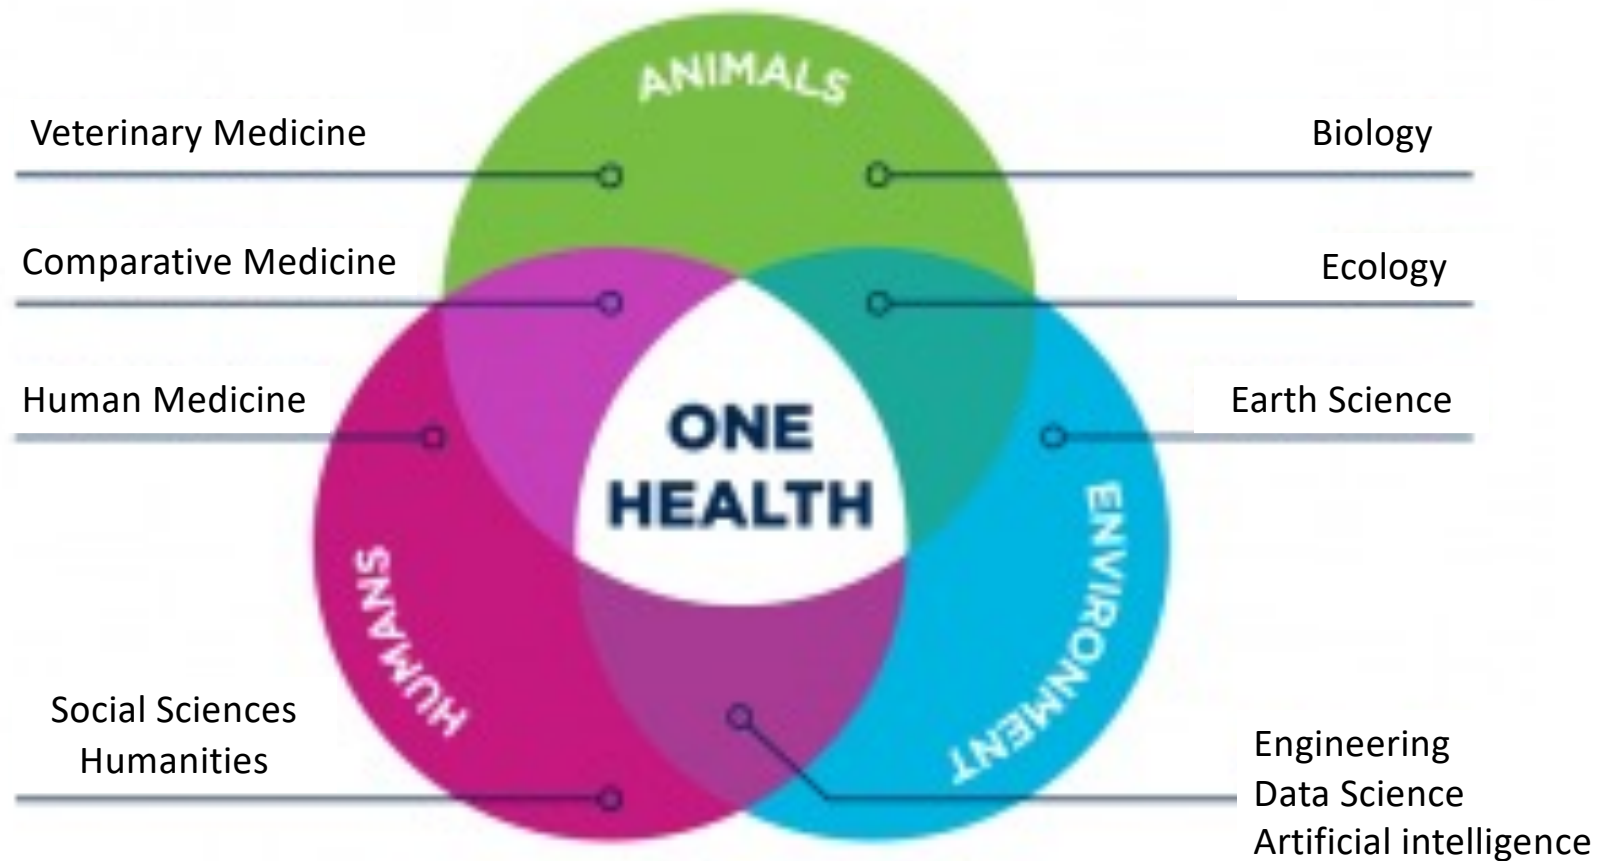 ANIMALS
Veterinary Medicine
Biology
Comparative Medicine
Ecology
Human Medicine
Earth Science
ONE
HEALTH
HUMANS
ENVIRONMENT
Social Sciences
Humanities
Engineering
Data Science
Artificial intelligence